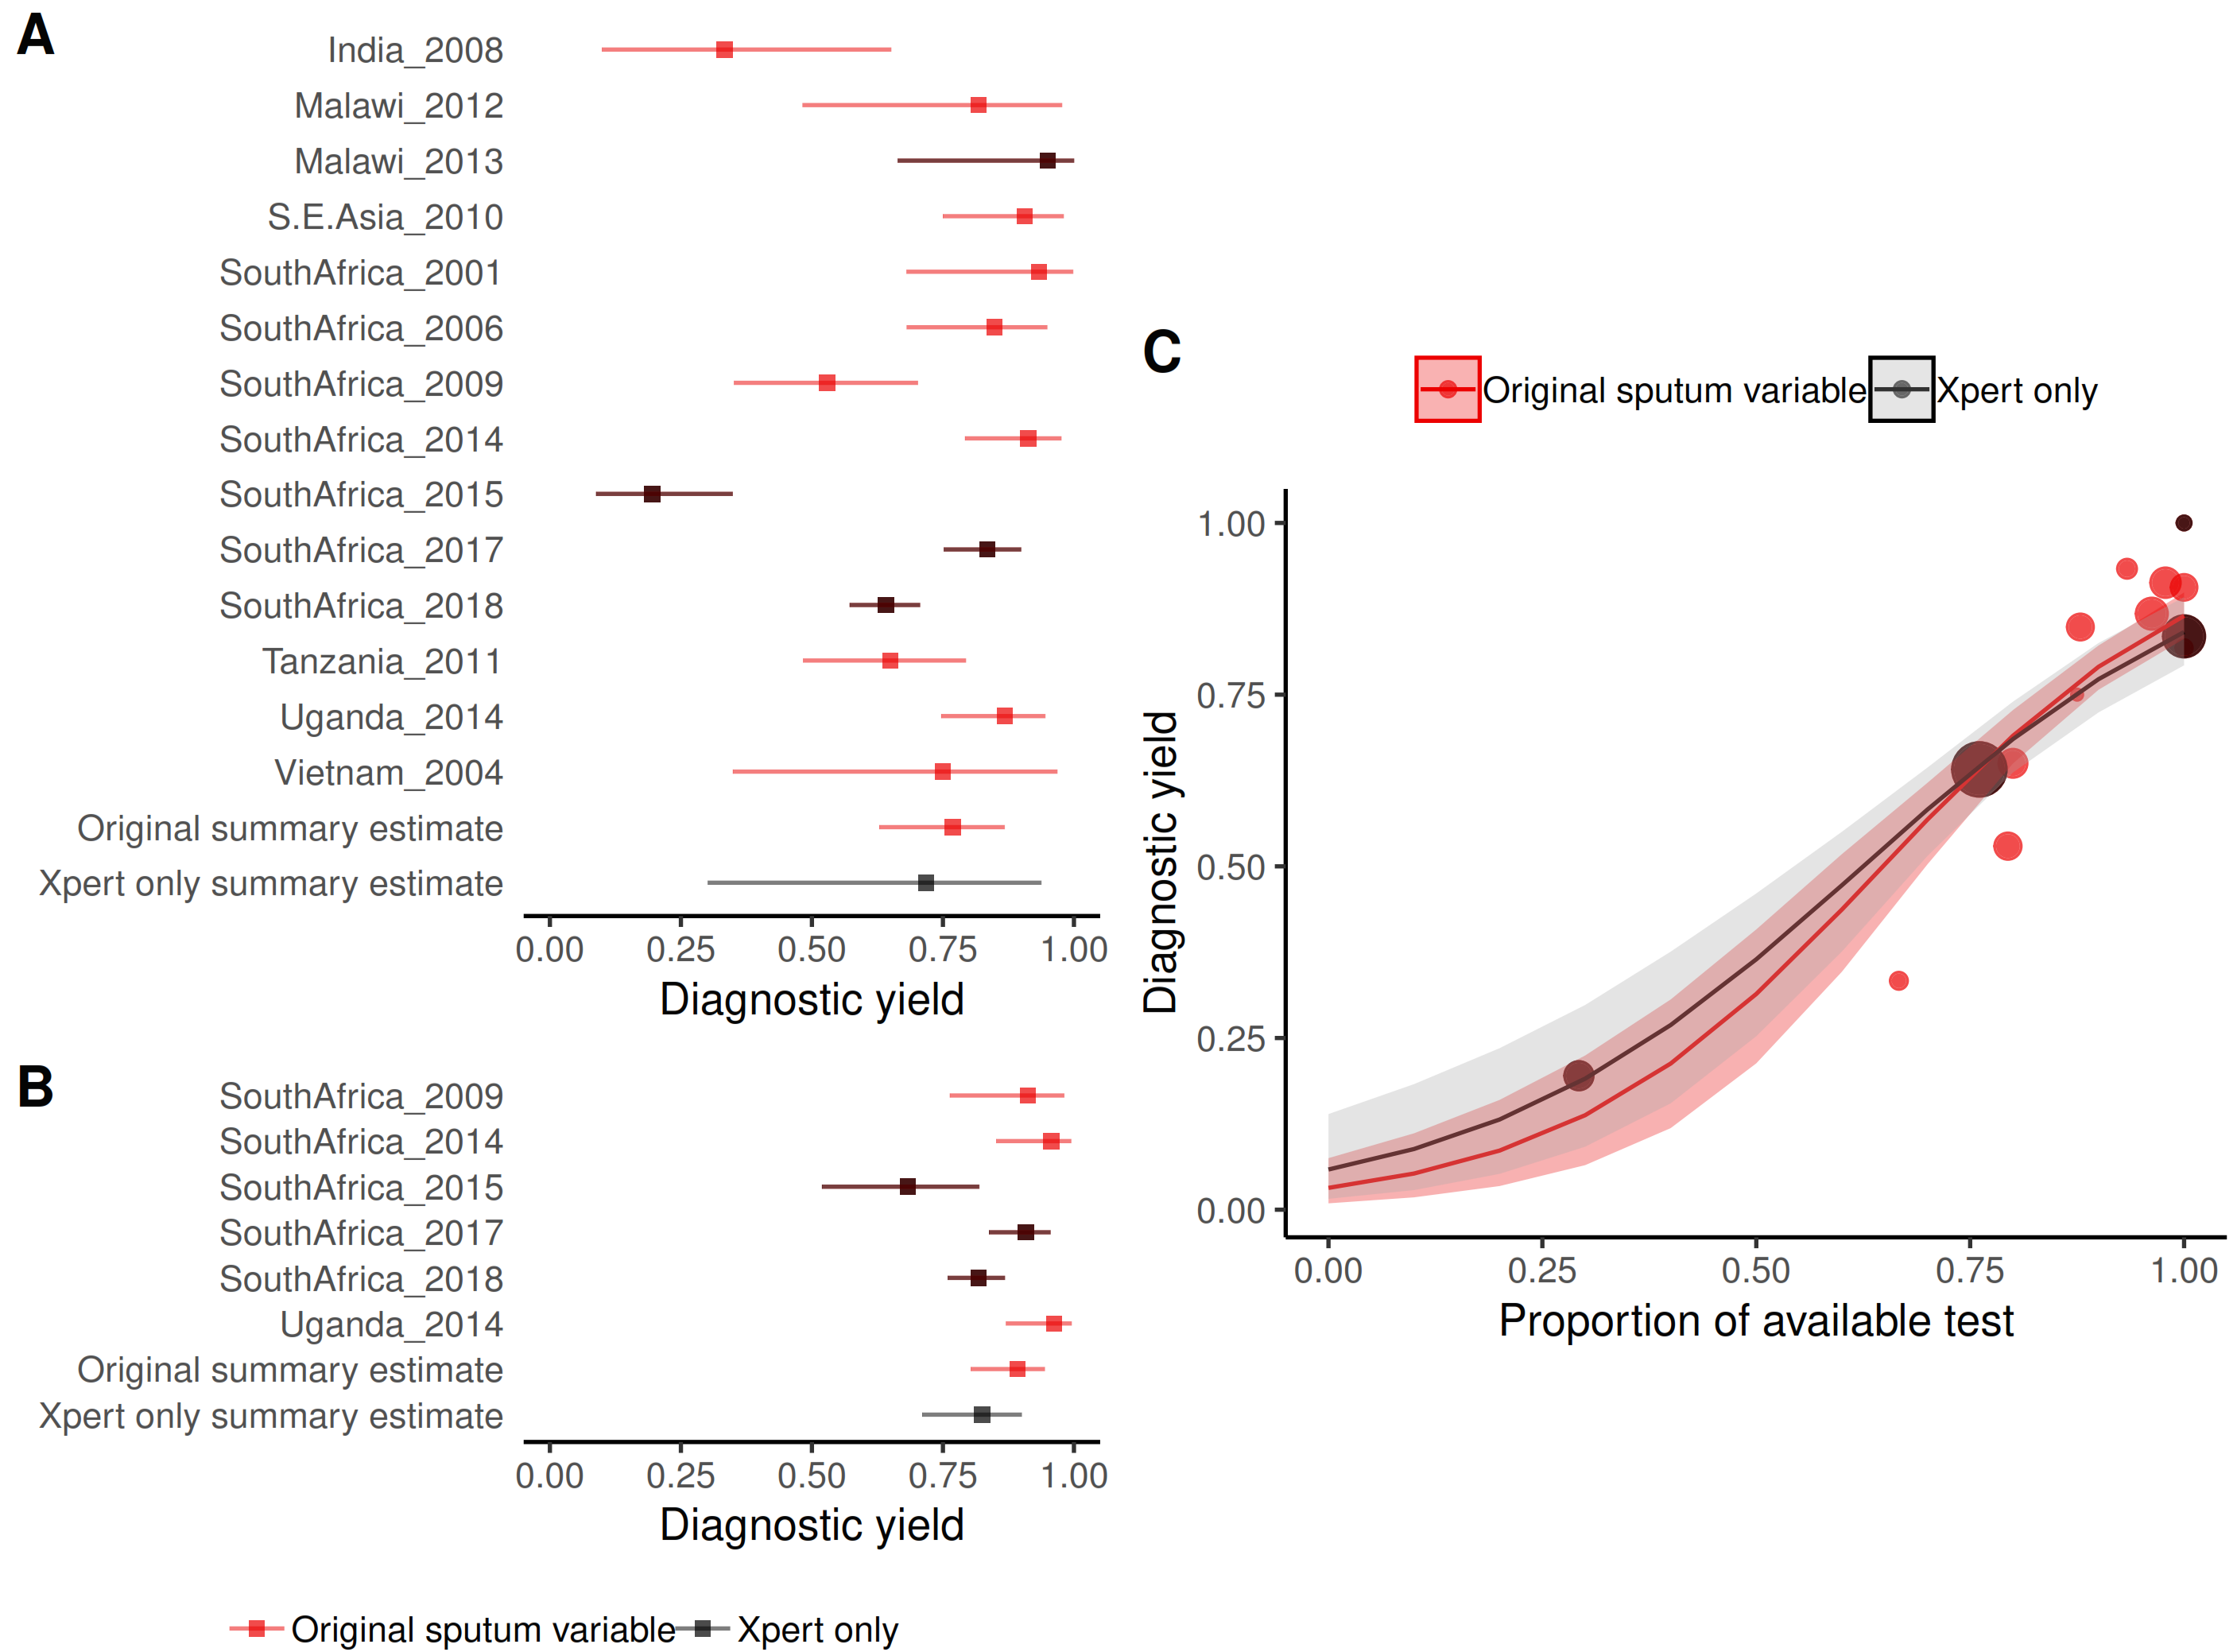 A
India_2008
Malawi_2012
Malawi_2013
S.E.Asia_2010
SouthAfrica_2001
SouthAfrica_2006
SouthAfrica_2009
SouthAfrica_2014
SouthAfrica_2015
SouthAfrica_2017
SouthAfrica_2018
Tanzania_2011
Uganda_2014
Vietnam_2004
Original summary estimate
Xpert only summary estimate
0.00 0.25 0.50 0.75 1.00
Diagnostic yield
B
SouthAfrica_2009
SouthAfrica_2014
SouthAfrica_2015
SouthAfrica_2017
SouthAfrica_2018
Uganda_2014
Original summary estimate
Xpert only summary estimate
0.00 0.25 0.50 0.75 1.00
Diagnostic yield
Original sputum variable Xpert only
C
Original sputum variable Xpert only
Diagnostic yield
1.00
0.75
0.50
0.25
0.00
0.00 0.25 0.50 0.75 1.00
Proportion of available test